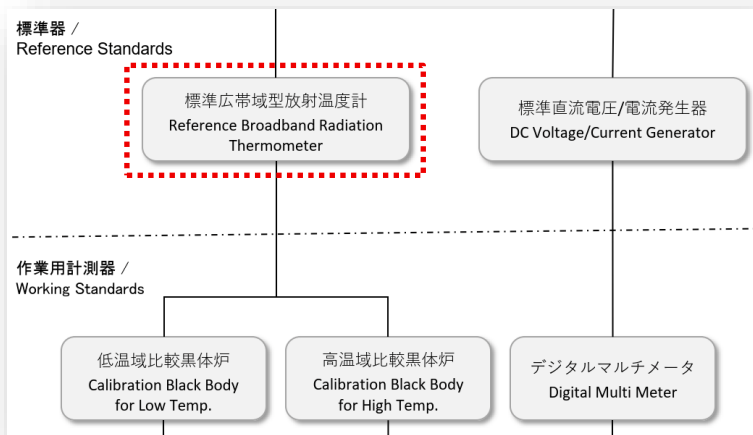 標準器 /
Reference Standards
標準広帯域型放射温度計
Reference Broadband Radiation
Thermometer
標準直流電圧/電流発生器
DC Voltage/Current Generator
作業用計測器 /
Working Standards
低温域比較黒体炉
Calibration Black Body
for Low Temp.
高温域比較黒体炉
Calibration Black Body
for High Temp.
デジタルマルチメータ
Digital Multi Meter